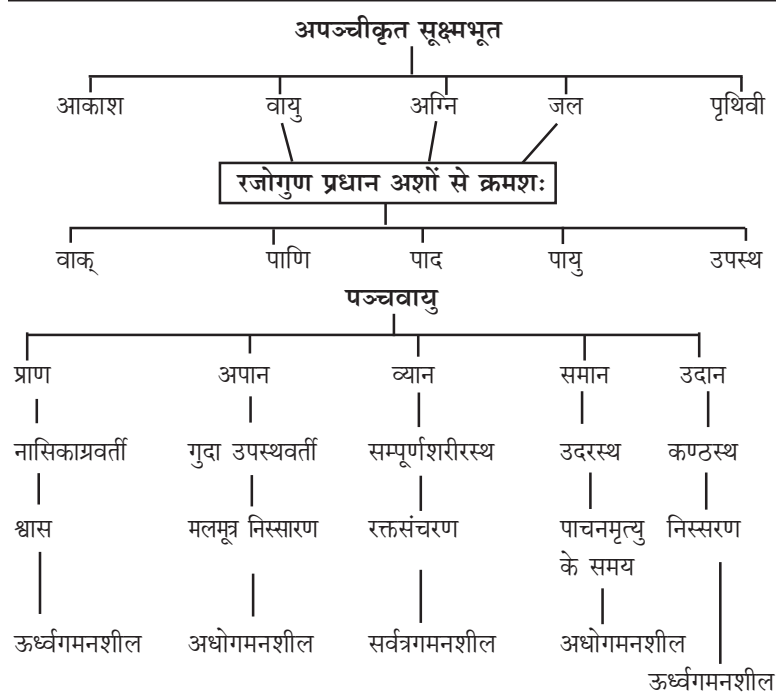 अपञ्चीकृत सूक्ष्मभूत
आकाश वायु अग्नि जल पृथिवी
रजोगुण प्रधान अशों से क्रमशः
वाक् पाणि पाद पायु उपस्थ
पञ्चवायु
प्राण अपान व्यान समान उदान
नासिकाग्रवर्ती गुदा उपस्थवर्ती सम्पूर्णशरीरस्थ उदरस्थ कण्ठस्थ
श्वास मलमूत्र निस्सारण रक्तसंचरण पाचनमृत्यु निस्सरण
के समय
ऊर्ध्वगमनशील अधोगमनशील सर्वत्रगमनशील अधोगमनशील
ऊर्ध्वगमनशील